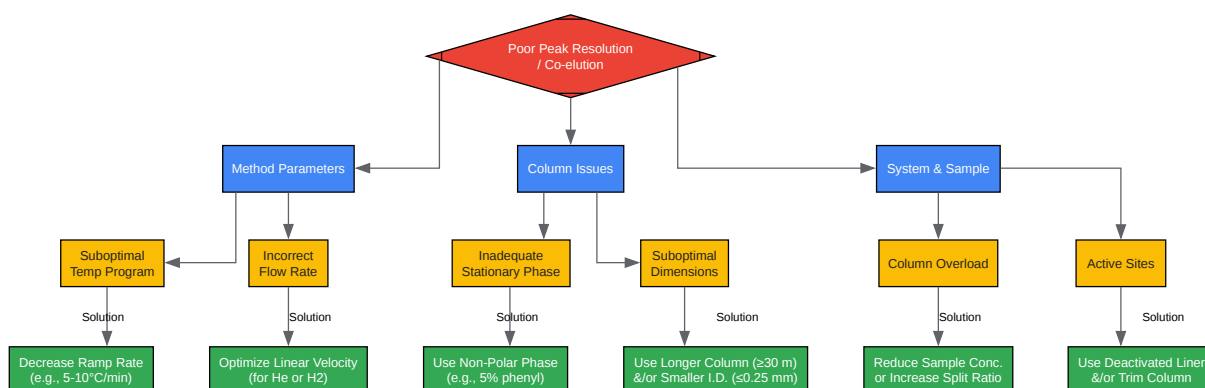 Poor Peak Resolution
/ Co-elution
Method Parameters
Column Issues
System & Sample
Suboptimal
Temp Program
Incorrect
Flow Rate
Inadequate
Stationary Phase
Suboptimal
Dimensions
Column Overload
Active Sites
Solution
Solution
Solution
Solution
Solution
Solution
Decrease Ramp Rate
(e.g., 5-10°C/min)
Optimize Linear Velocity
(for He or H2)
Use Non-Polar Phase
(e.g., 5% phenyl)
Use Longer Column (≥30 m)
&/or Smaller I.D. (≤0.25 mm)
Reduce Sample Conc.
or Increase Split Ratio
Use Deactivated Liner
&/or Trim Column